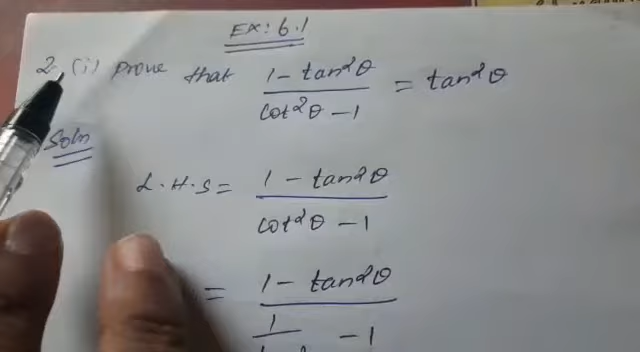 Ex: 6.1
2. (i) Prove that (1 - tan²θ)/(cot²θ - 1) = tan²θ
Soln
L.H.S = (1 - tan²θ)/(cot²θ - 1)
= (1 - tan²θ)/(1/ - 1)